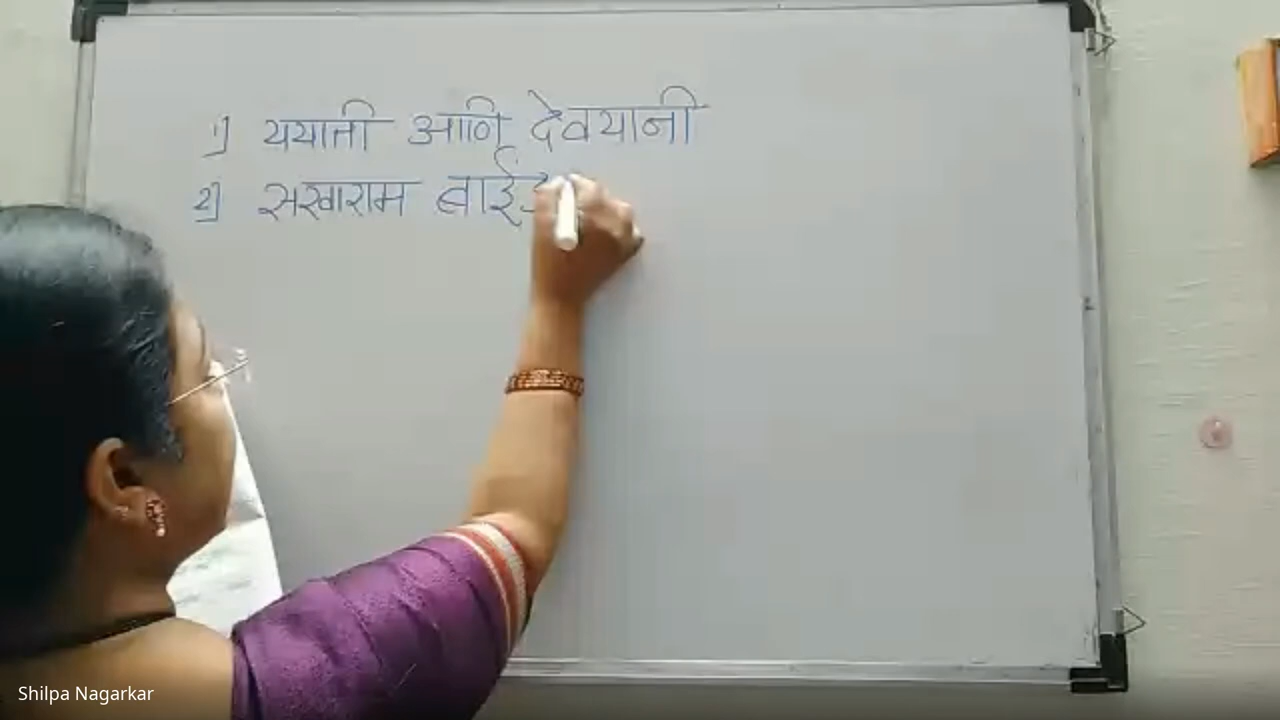 १) ययाती आणि देवयानी
२) सखाराम बाई
Shilpa Nagarkar